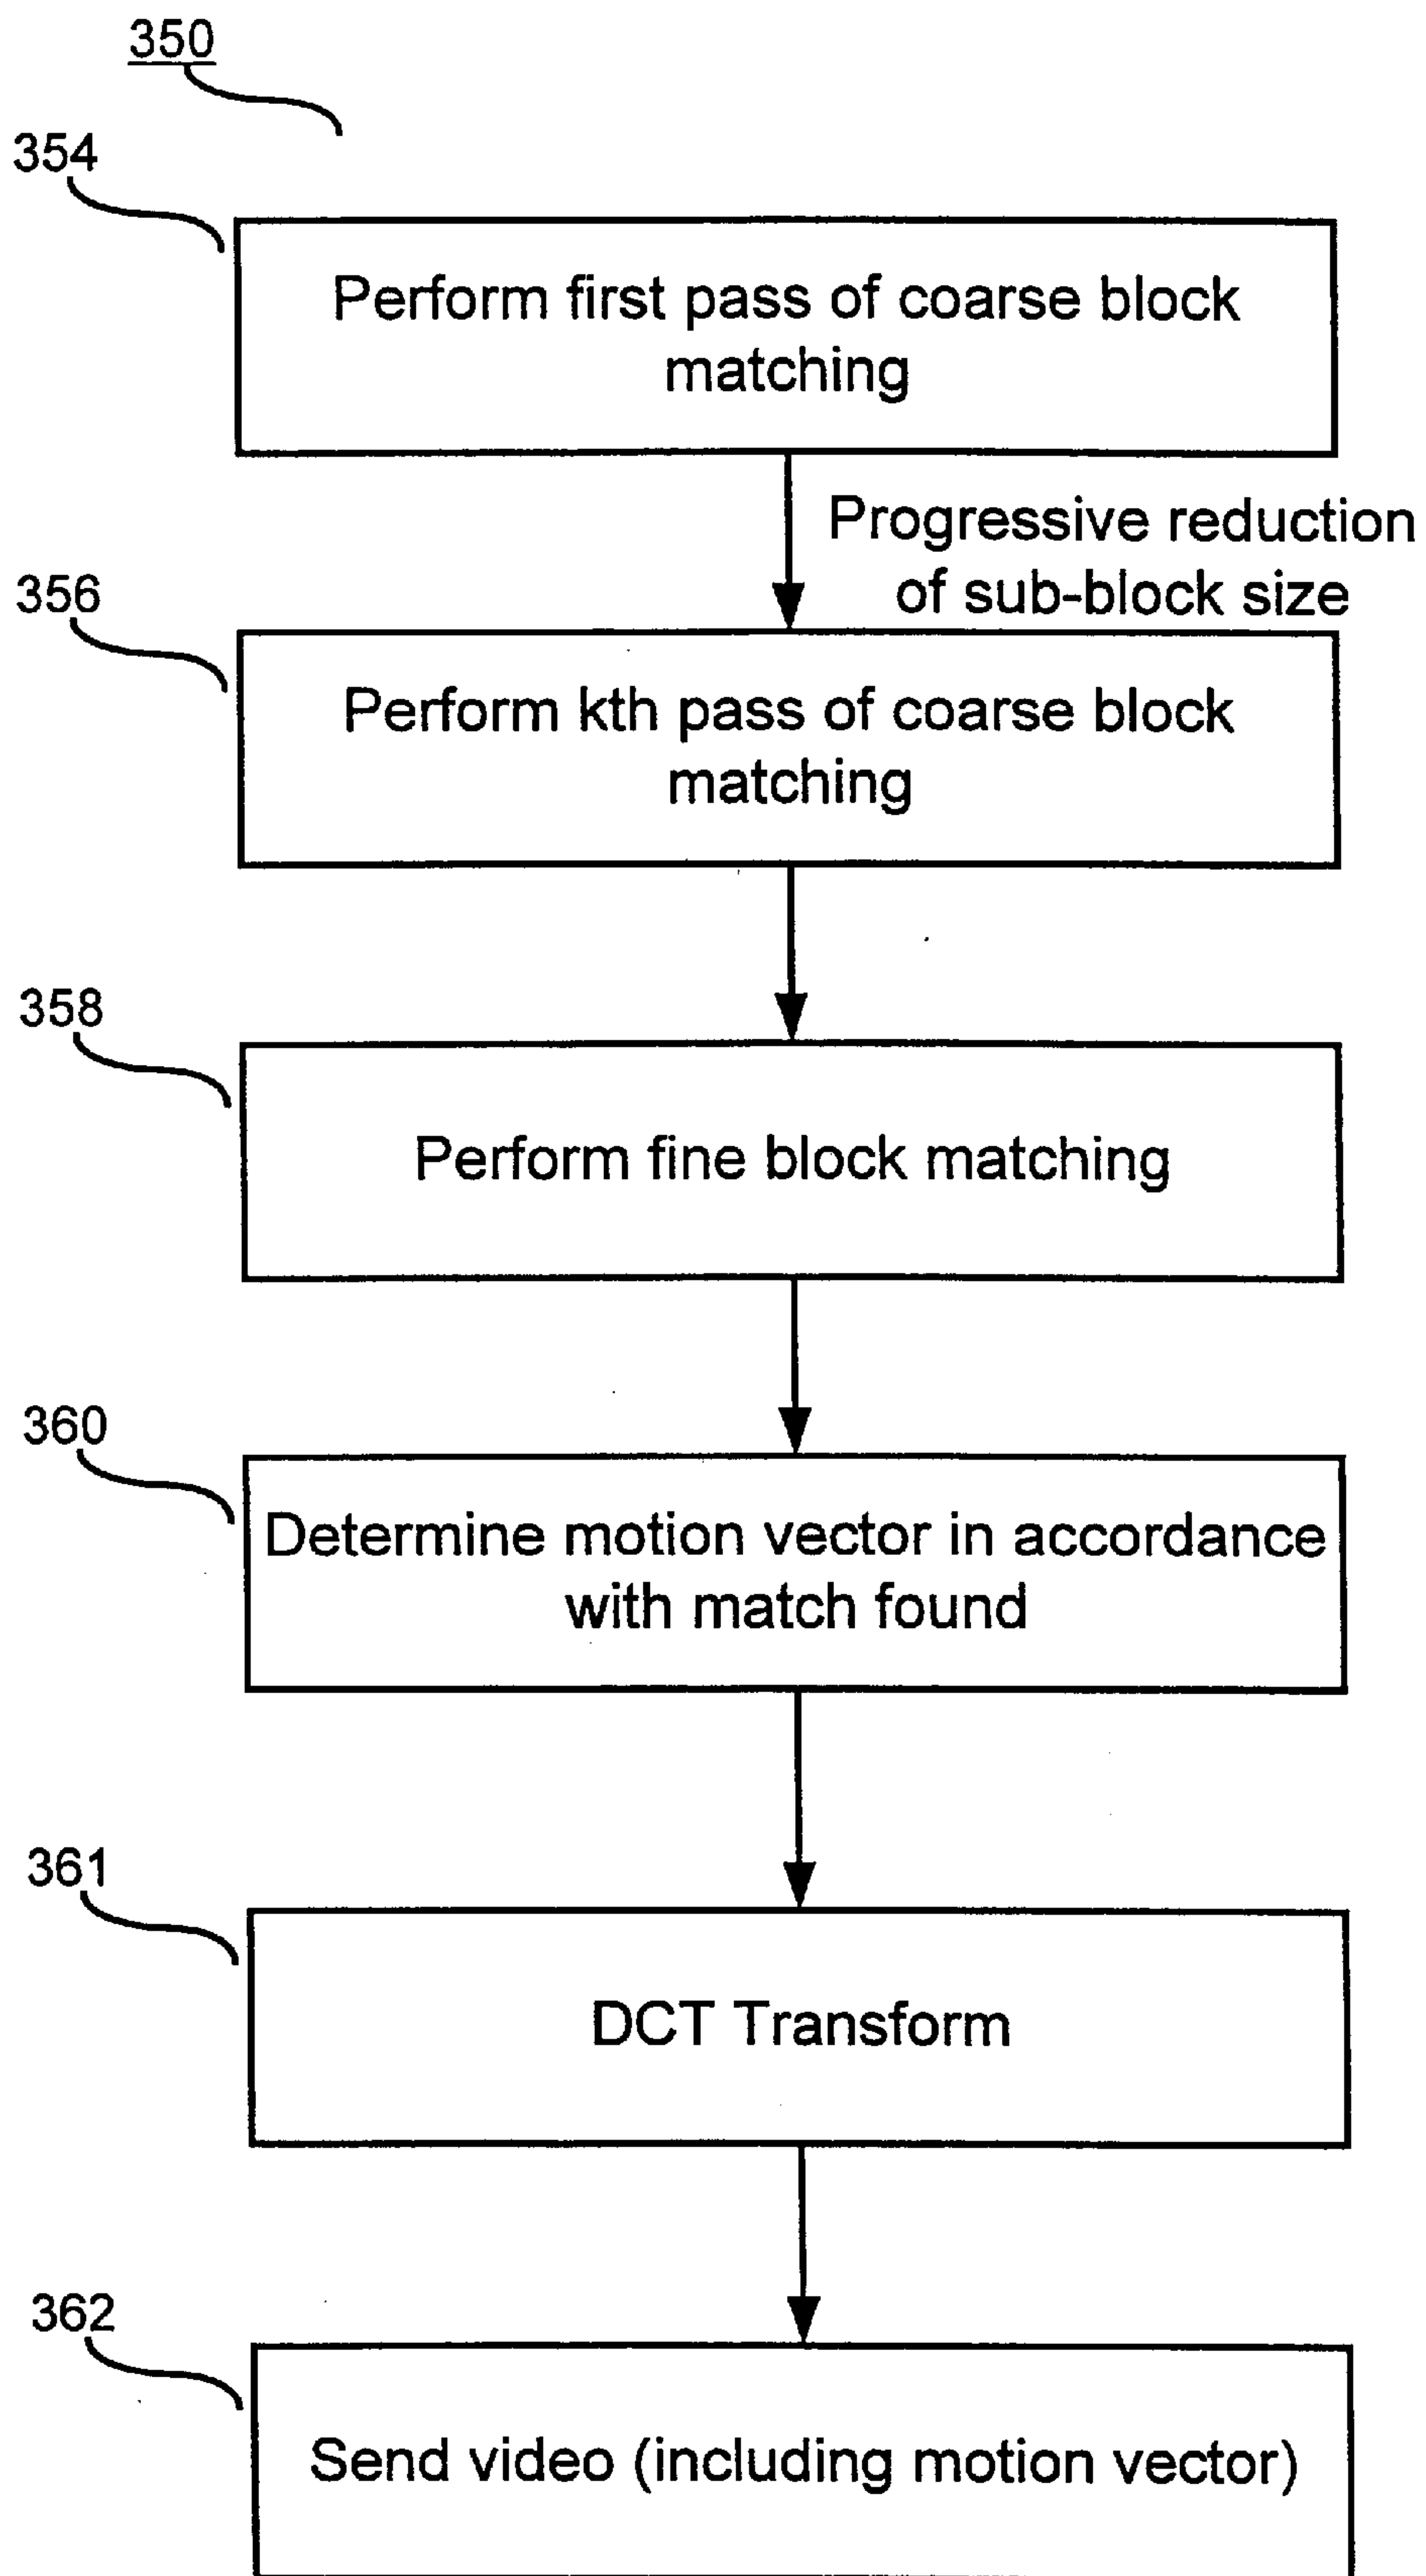 350
354
Perform first pass of coarse block
matching
Progressive reduction
of sub-block size
356
Perform kth pass of coarse block
matching
358
Perform fine block matching
360
Determine motion vector in accordance
with match found
361
DCT Transform
362
Send video (including motion vector)